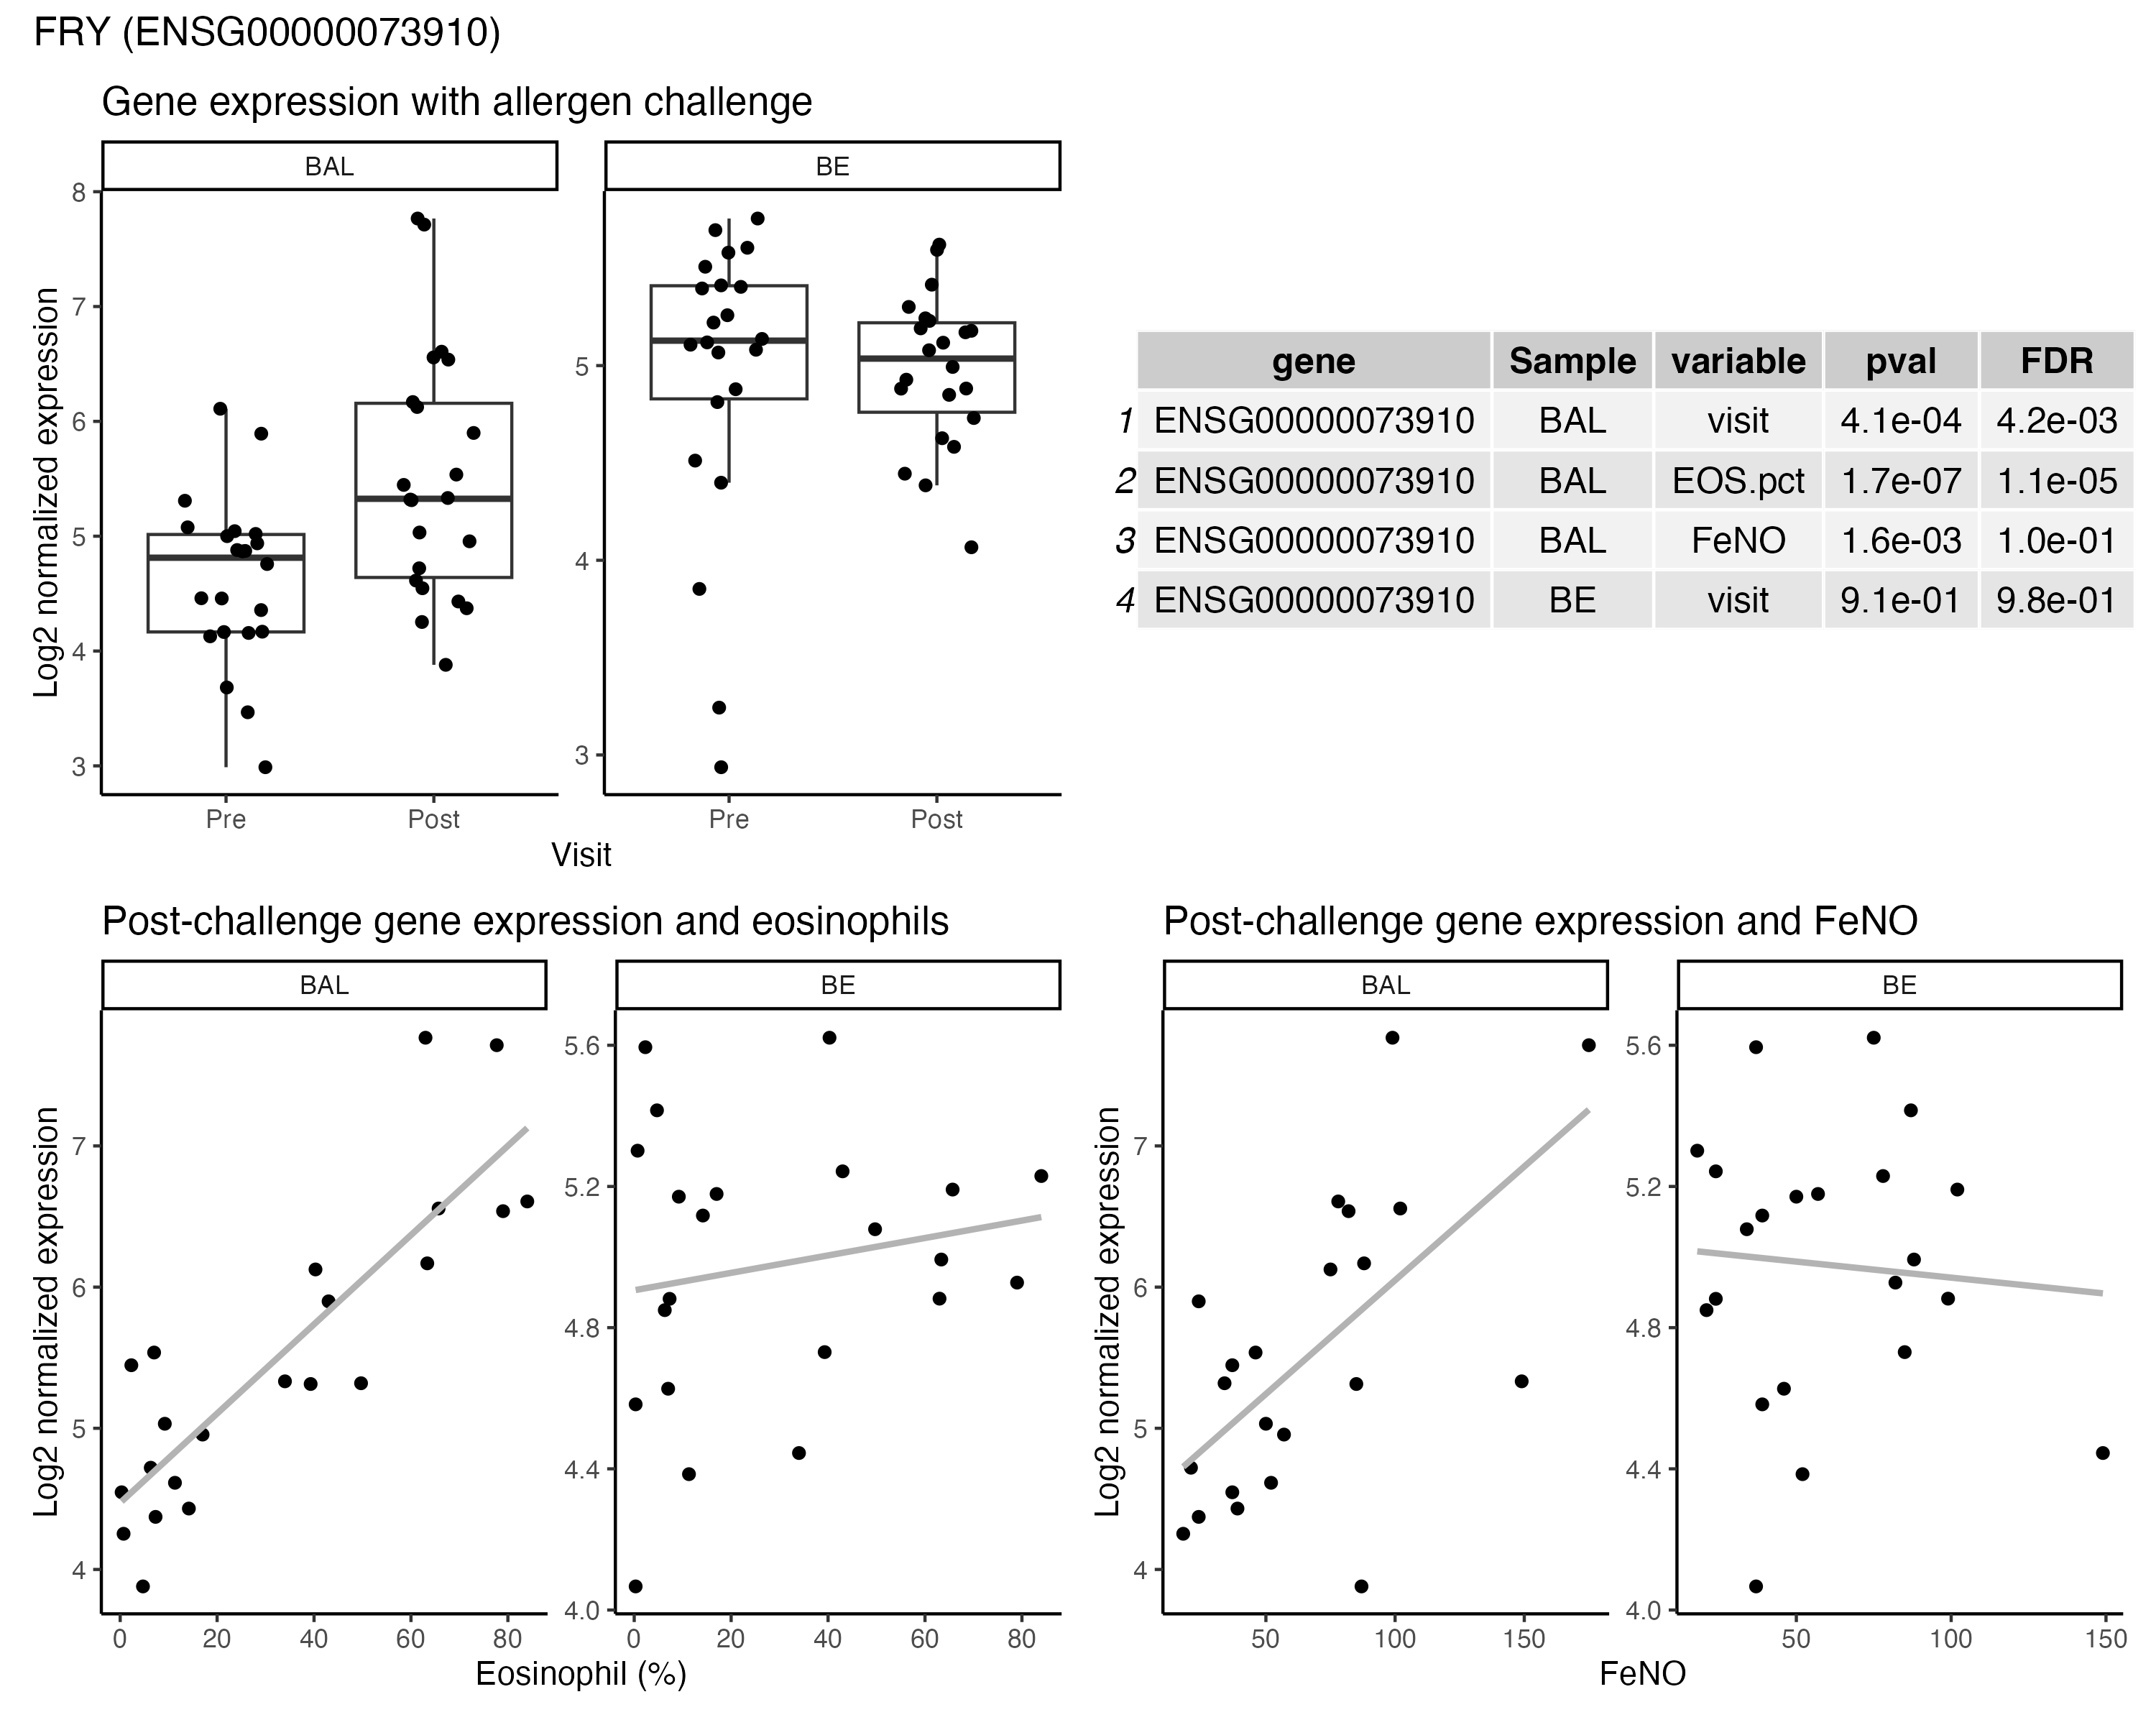 FRY (ENSG00000073910)
Gene expression with allergen challenge
BAL BE
Log2 normalized expression
8
7
6
5
4
3
5
4
3
Pre Post Pre Post
Visit
gene Sample variable pval FDR
1 ENSG00000073910 BAL visit 4.1e-04 4.2e-03
2 ENSG00000073910 BAL EOS.pct 1.7e-07 1.1e-05
3 ENSG00000073910 BAL FeNO 1.6e-03 1.0e-01
4 ENSG00000073910 BE visit 9.1e-01 9.8e-01
Post-challenge gene expression and eosinophils
BAL BE
Log2 normalized expression
7
6
5
4
5.6
5.2
4.8
4.4
4.0
0 20 40 60 80 0 20 40 60 80
Eosinophil (%)
Post-challenge gene expression and FeNO
BAL BE
Log2 normalized expression
7
6
5
4
5.6
5.2
4.8
4.4
4.0
50 100 150 50 100 150
FeNO